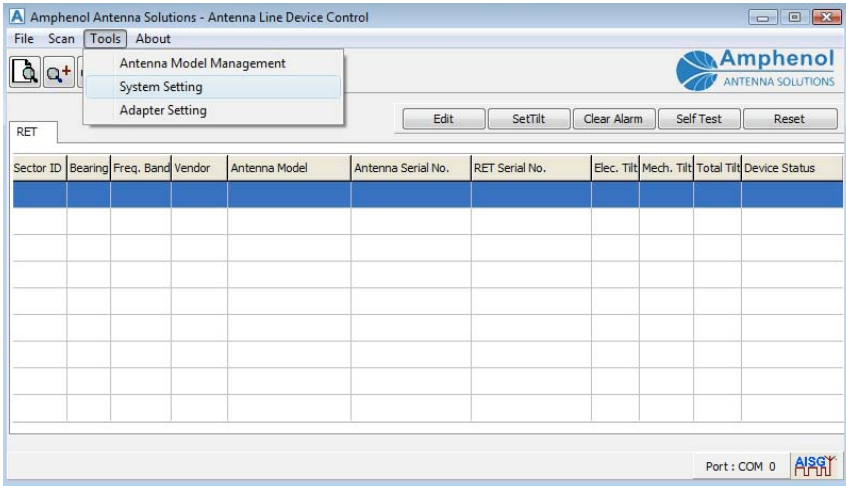 Amphenol Antenna Solutions - Antenna Line Device Control
File Scan Tools About
Antenna Model Management
System Setting
Adapter Setting
Amphenol
ANTENNA SOLUTIONS
RET
Edit SetTilt Clear Alarm Self Test Reset
Sector ID Bearing Freq. Band Vendor Antenna Model Antenna Serial No. RET Serial No. Elec. Tilt Mech. Tilt Total Tilt Device Status
Port : COM 0
AISG